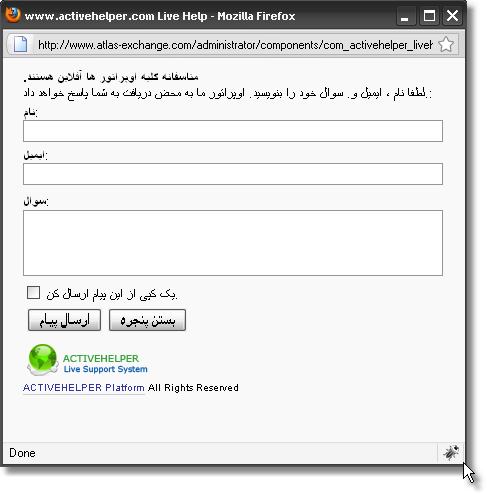 www.activehelper.com Live Help - Mozilla Firefox
http://www.atlas-exchange.com/administrator/components/com_activehelper_liveh
متاسفانه کلیه اوپراتور ها آفلاین هستند.
لطفا نام ، ایمیل و. سوال خود را بنویسید. اوپراتور ما به محض دریافت به شما پاسخ خواهد داد.:
نام:
ایمیل:
سوال:
یک کپی از این پیام ارسال کن.
ارسال پیام بستن پنجره
ACTIVEHELPER
Live Support System
ACTIVEHELPER Platform All Rights Reserved
Done